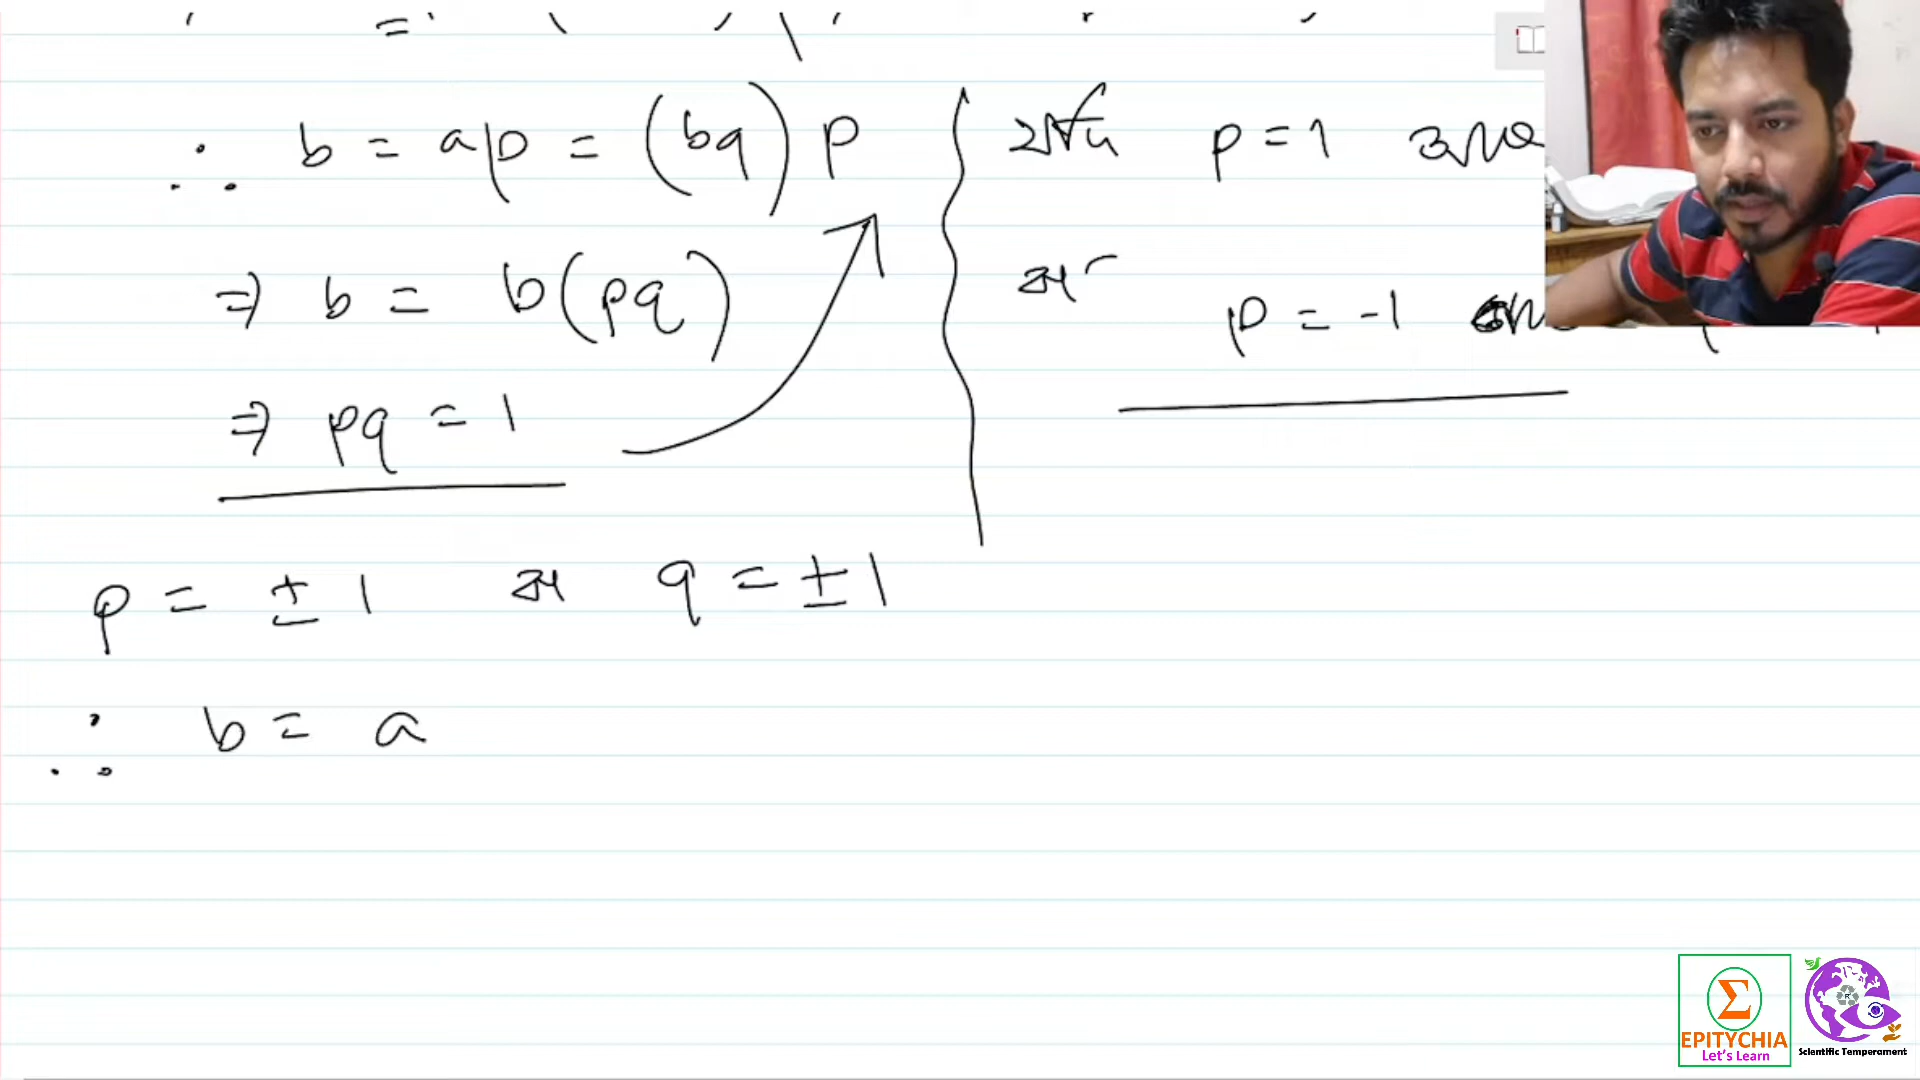 ∴ b = ap = (bq) p
⇒ b = b(pq)
⇒ pq = 1
p = ±1 বা q = ±1
∴ b = a
যদি p = 1
বা
p = -1
Σ
EPITYCHIA
Let's Learn
Scientific Temperament